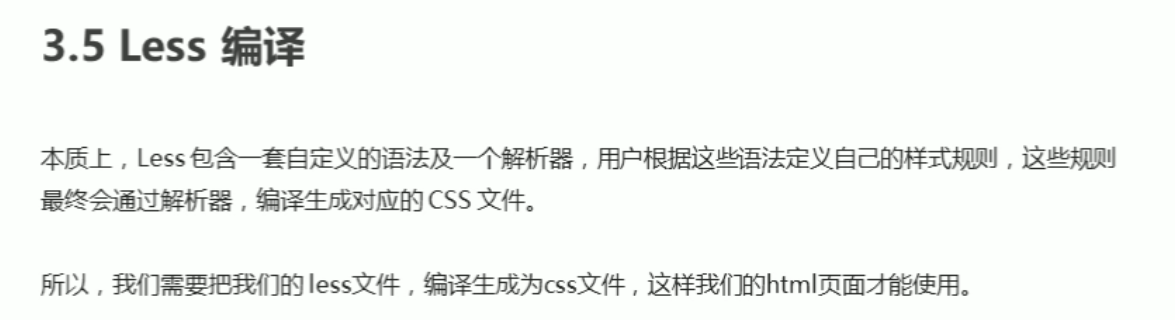 3.5 Less 编译
本质上，Less 包含一套自定义的语法及一个解析器，用户根据这些语法定义自己的样式规则，这些规则
最终会通过解析器，编译生成对应的 CSS 文件。
所以，我们需要把我们的 less文件，编译生成为css文件，这样我们的html页面才能使用。